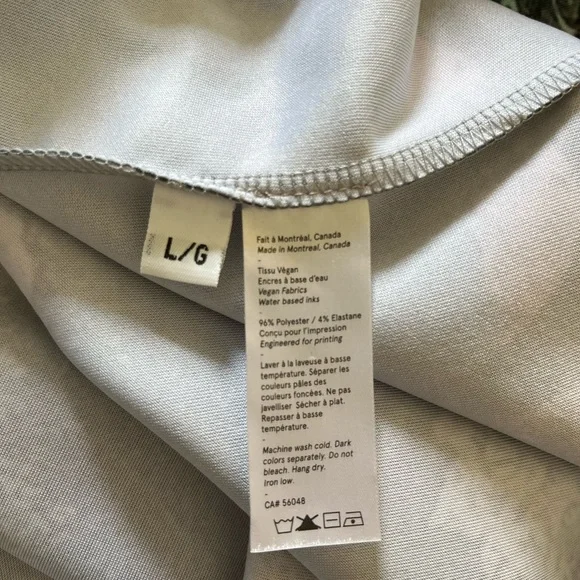 L/G
Fait à Montréal, Canada
Made in Montreal, Canada
-
Tissu Végan
Encres à base d'eau
Vegan Fabrics
Water based inks
-
96% Polyester / 4% Elastane
Conçu pour l'impression
Engineered for printing
-
Laver à la laveuse à basse
température. Séparer les
couleurs pâles des
couleurs foncées. Ne pas
javelliser Sécher à plat.
Repasser à basse
température.
-
Machine wash cold. Dark
colors separately. Do not
bleach. Hang dry.
Iron low.
-
CA# 56048